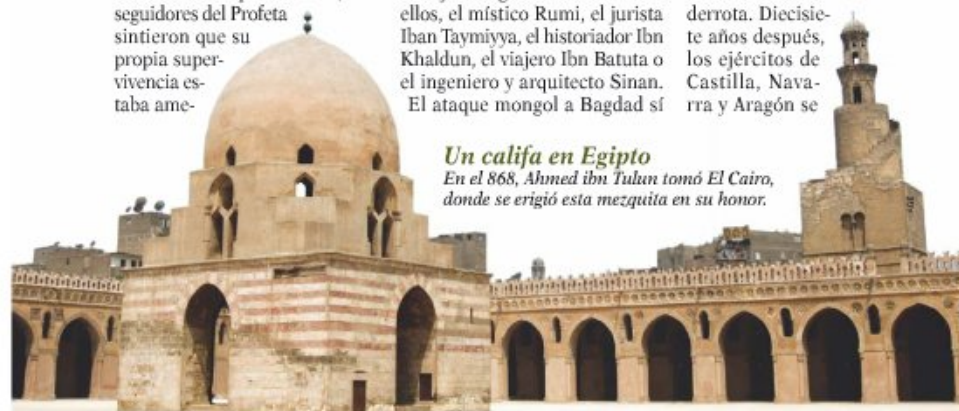 seguidores del Profeta
sintieron que su
propia super-
vivencia es-
taba ame-
ellos, el místico Rumi, el jurista
Iban Taymiyya, el historiador Ibn
Khaldun, el viajero Ibn Batuta o
el ingeniero y arquitecto Sinan.
El ataque mongol a Bagdad sí
derrota. Diecisie-
te años después,
los ejércitos de
Castilla, Nava-
rra y Aragón se
Un califa en Egipto
En el 868, Ahmed ibn Tulun tomó El Cairo,
donde se erigió esta mezquita en su honor.